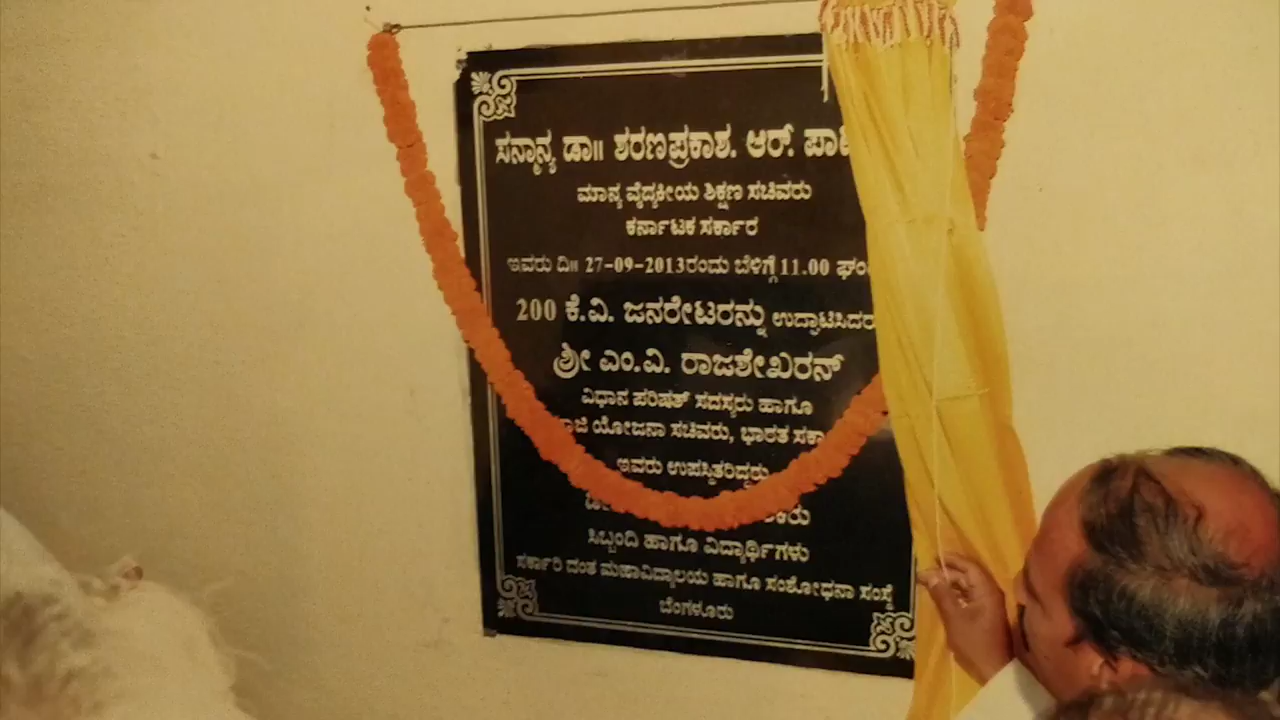 ಸನ್ಮಾನ್ಯ ಡಾ॥ ಶರಣಪ್ರಕಾಶ. ಆರ್.
ಮಾನ್ಯ ವೈದ್ಯಕೀಯ ಶಿಕ್ಷಣ ಸಚಿವರು
ಕರ್ನಾಟಕ ಸರ್ಕಾರ
ಇವರು ದಿ॥ 27-09-2013ರಂದು ಬೆಳಿಗ್ಗೆ 11.00
200 ಕೆ.ವಿ. ಜನರೇಟರನ್ನು ಉದ್ಘಾಟಿಸಿದರು
ಶ್ರೀ ಎಂ.ವಿ. ರಾಜಶೇಖರನ್
ವಿಧಾನ ಪರಿಷತ್ ಸದಸ್ಯರು ಹಾಗೂ
ಯೋಜನಾ ಸಚಿವರು, ಭಾರತ
ಇವರು ಉಪಸ್ಥಿತರಿದ್ದರು
ಸಿಬ್ಬಂದಿ ಹಾಗೂ ವಿದ್ಯಾರ್ಥಿಗಳು
ಸರ್ಕಾರಿ ದಂತ ಮಹಾವಿದ್ಯಾಲಯ ಹಾಗೂ ಸಂಶೋಧನಾ ಸಂಸ್ಥೆ
ಬೆಂಗಳೂರು